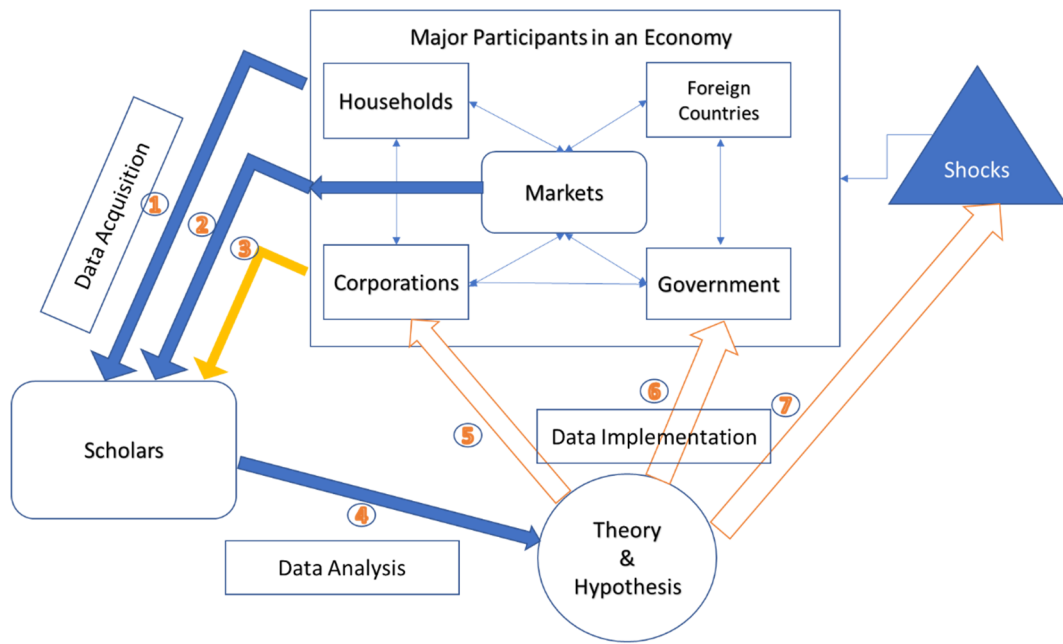 Major Participants in an Economy
Households
Foreign
Countries
Markets
Shocks
Data Acquisition
①
②
③
Corporations
Government
Scholars
④
⑤
⑥
⑦
Data Implementation
Data Analysis
Theory
&
Hypothesis